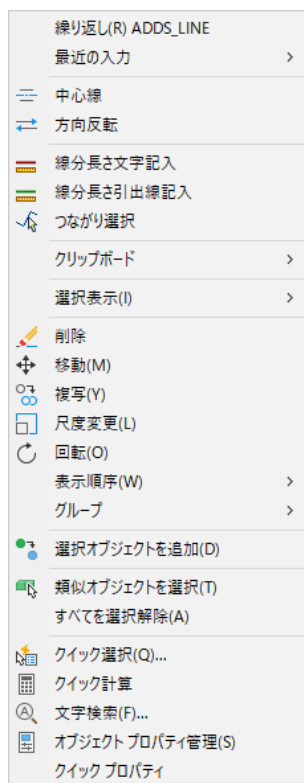 繰り返し(R) ADDS_LINE
最近の入力
中心線
方向反転
線分長さ文字記入
線分長さ引出線記入
つながり選択
クリップボード
選択表示(I)
削除
移動(M)
複写(Y)
尺度変更(L)
回転(O)
表示順序(W)
グループ
選択オブジェクトを追加(D)
類似オブジェクトを選択(T)
すべてを選択解除(A)
クイック選択(Q)...
クイック計算
文字検索(F)...
オブジェクト プロパティ管理(S)
クイック プロパティ